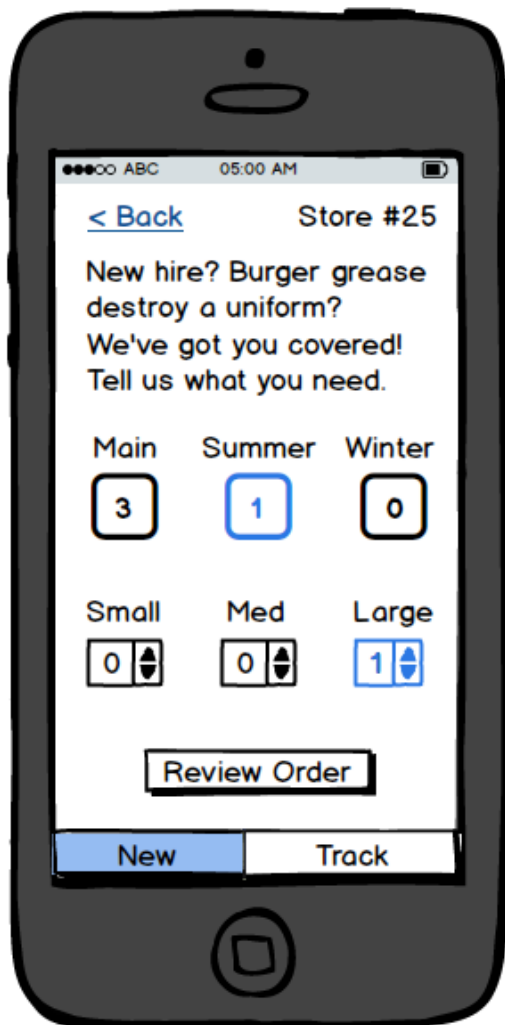 ABC 05:00 AM
< Back Store #25
New hire? Burger grease
destroy a uniform?
We've got you covered!
Tell us what you need.
Main Summer Winter
3 1 0
Small Med Large
0 0 1
Review Order
New Track